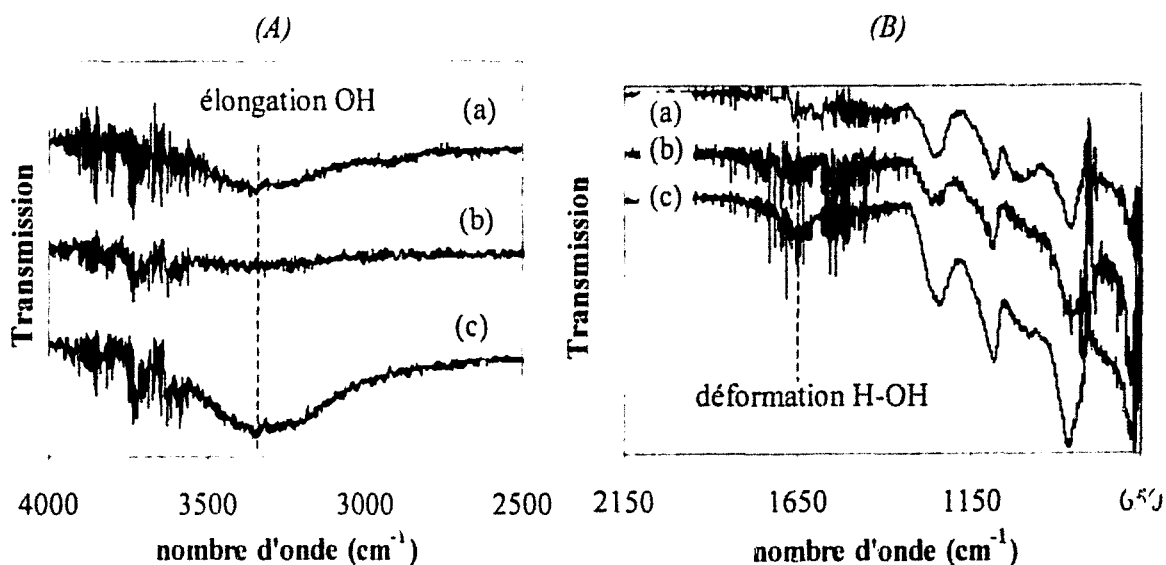 (A)
élongation OH
(a)
(b)
(c)
Transmission
4000 3500 3000 2500
nombre d'onde (cm⁻¹)
(B)
(a)
(b)
(c)
Transmission
déformation H-OH
2150 1650 1150 650
nombre d'onde (cm⁻¹)